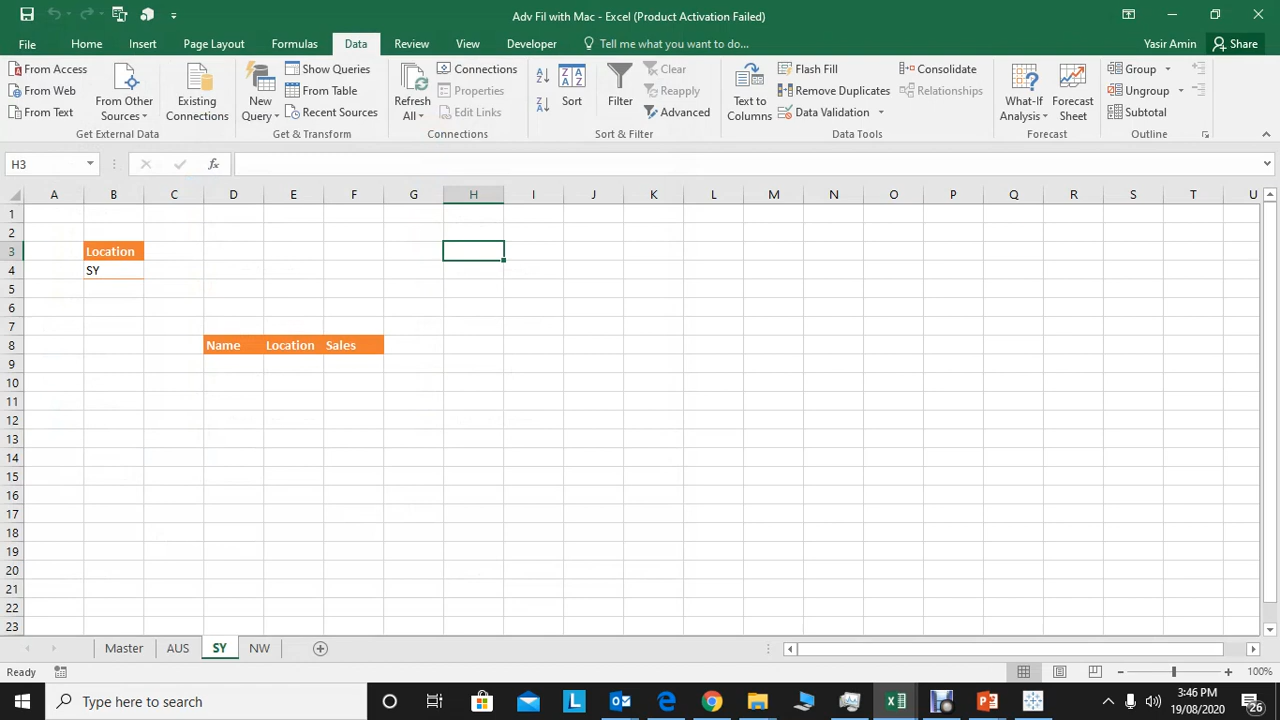 Adv Fil with Mac - Excel (Product Activation Failed)
File Home Insert Page Layout Formulas Data Review View Developer Tell me what you want to do... Yasir Amin Share
From Access
From Web
From Text
From Other Sources
Existing Connections
Get External Data
New Query
Show Queries
From Table
Recent Sources
Get & Transform
Refresh All
Connections
Properties
Edit Links
Connections
Sort
Filter
Clear
Reapply
Advanced
Sort & Filter
Text to Columns
Flash Fill
Remove Duplicates
Data Validation
Consolidate
Relationships
Data Tools
What-If Analysis
Forecast Sheet
Forecast
Group
Ungroup
Subtotal
Outline
H3 fx
A B C D E F G H I J K L M N O P Q R S T U
1
2
3 Location
4 SY
5
6
7
8 Name Location Sales
9
10
11
12
13
14
15
16
17
18
19
20
21
22
23
Master AUS SY NW
Ready 100%
Type here to search
3:46 PM
19/08/2020
26